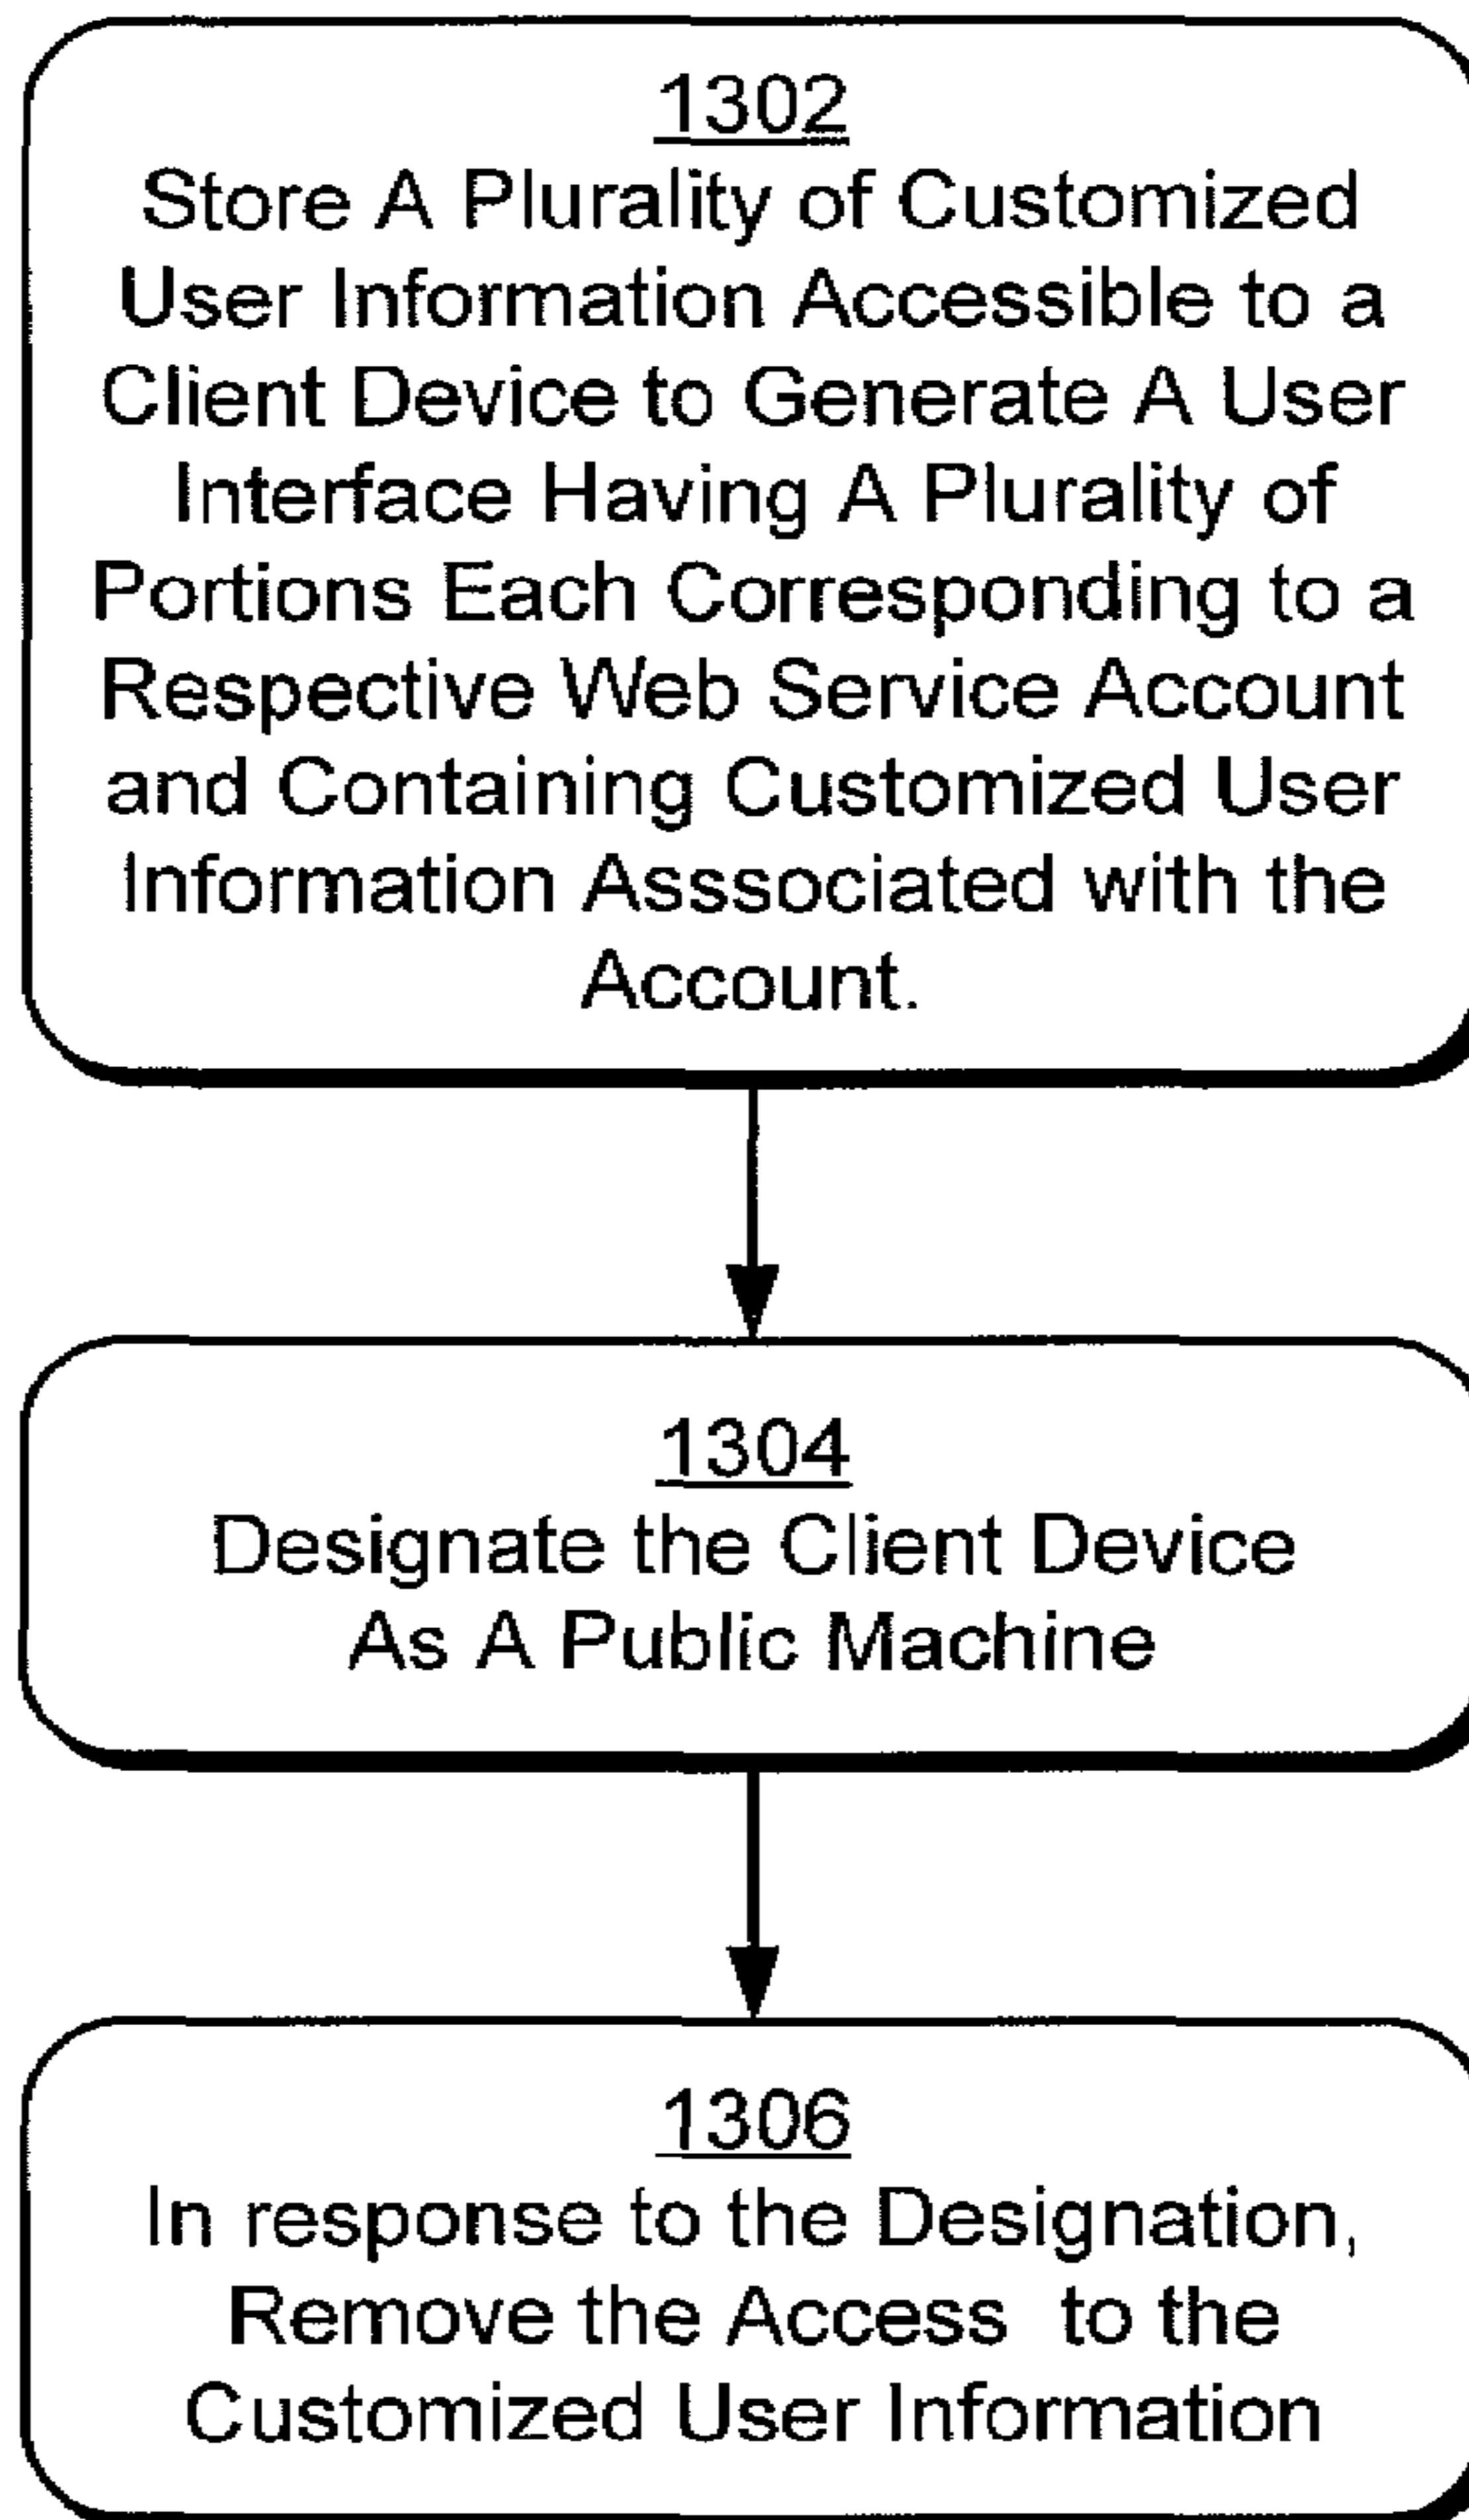 1302
Store A Plurality of Customized
User Information Accessible to a
Client Device to Generate A User
Interface Having A Plurality of
Portions Each Corresponding to a
Respective Web Service Account
and Containing Customized User
Information Asssociated with the
Account.
1304
Designate the Client Device
As A Public Machine
1306
In response to the Designation,
Remove the Access to the
Customized User Information